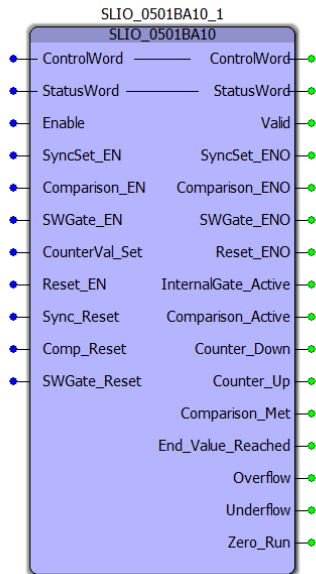 SLIO_0501BA10_1
SLIO_0501BA10
ControlWord ControlWord
StatusWord StatusWord
Enable Valid
SyncSet_EN SyncSet_ENO
Comparison_EN Comparison_ENO
SWGate_EN SWGate_ENO
CounterVal_Set Reset_ENO
Reset_EN InternalGate_Active
Sync_Reset Comparison_Active
Comp_Reset Counter_Down
SWGate_Reset Counter_Up
Comparison_Met
End_Value_Reached
Overflow
Underflow
Zero_Run